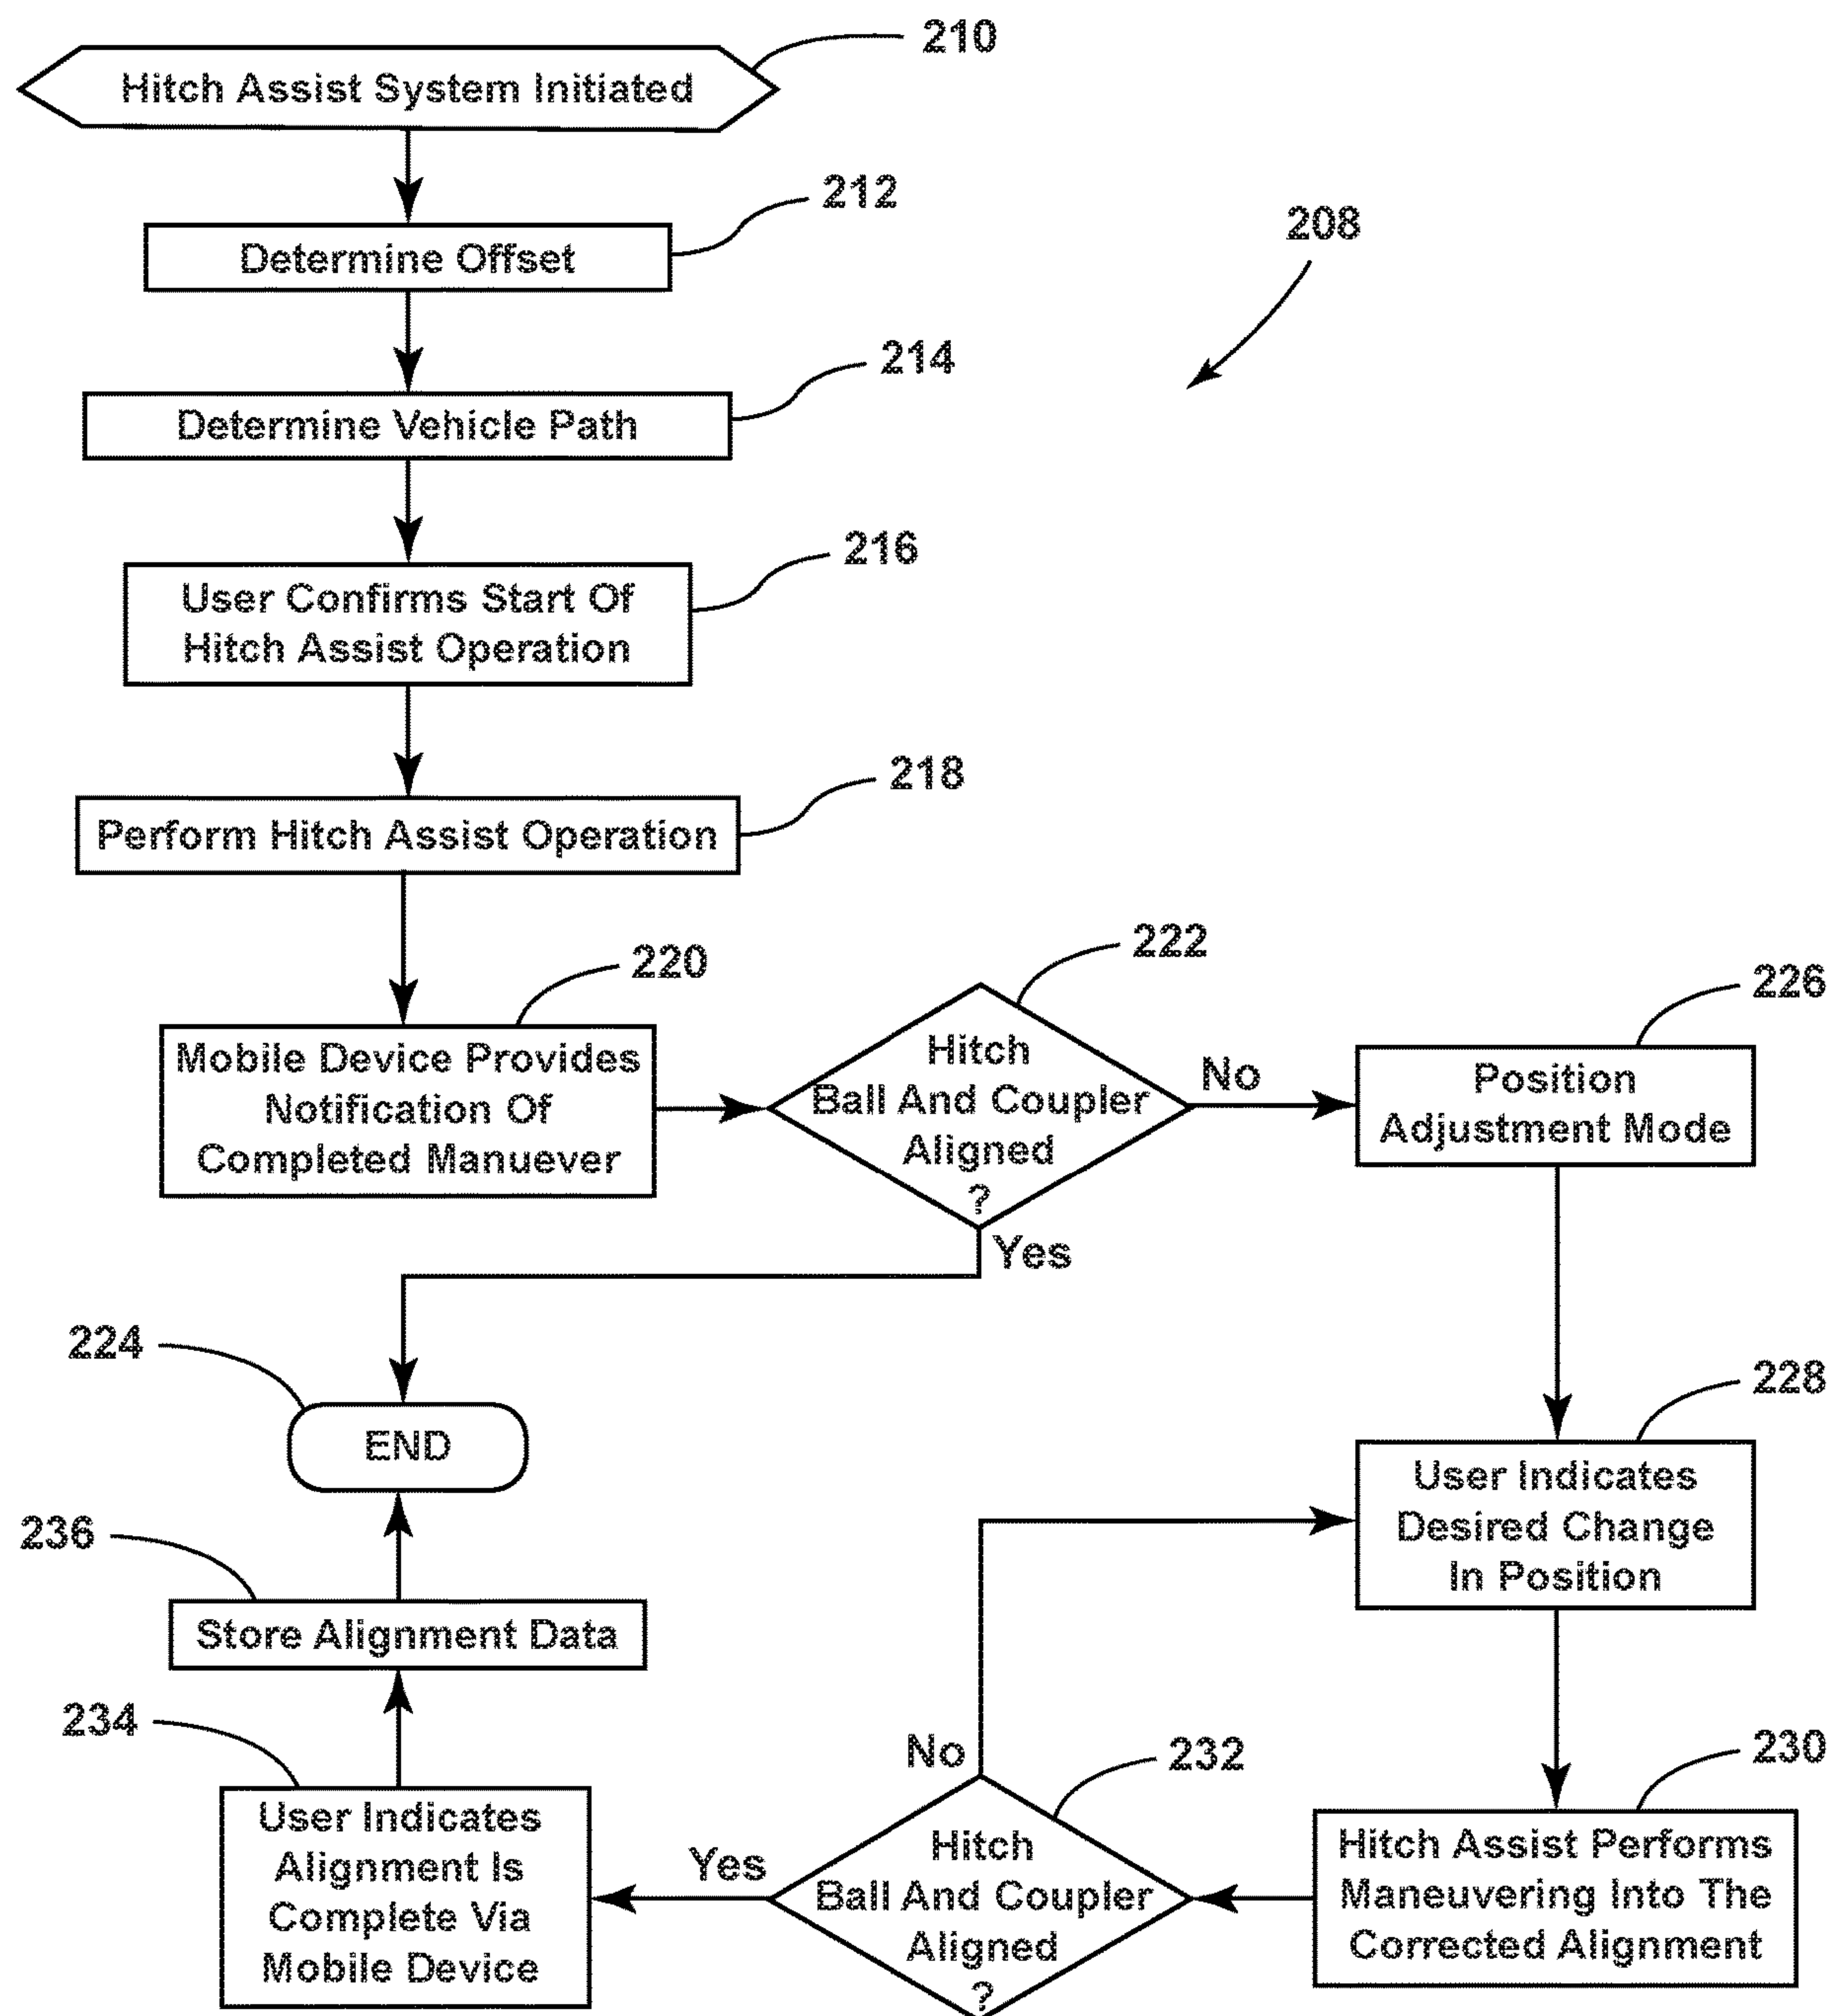 210
Hitch Assist System Initiated
212
Determine Offset
208
214
Determine Vehicle Path
216
User Confirms Start Of
Hitch Assist Operation
218
Perform Hitch Assist Operation
220
Mobile Device Provides
Notification Of
Completed Manuever
222
Hitch
Ball And Coupler
Aligned
?
No
Yes
226
Position
Adjustment Mode
224
END
228
User Indicates
Desired Change
In Position
236
Store Alignment Data
234
User Indicates
Alignment Is
Complete Via
Mobile Device
Yes
No
232
Hitch
Ball And Coupler
Aligned
?
230
Hitch Assist Performs
Maneuvering Into The
Corrected Alignment